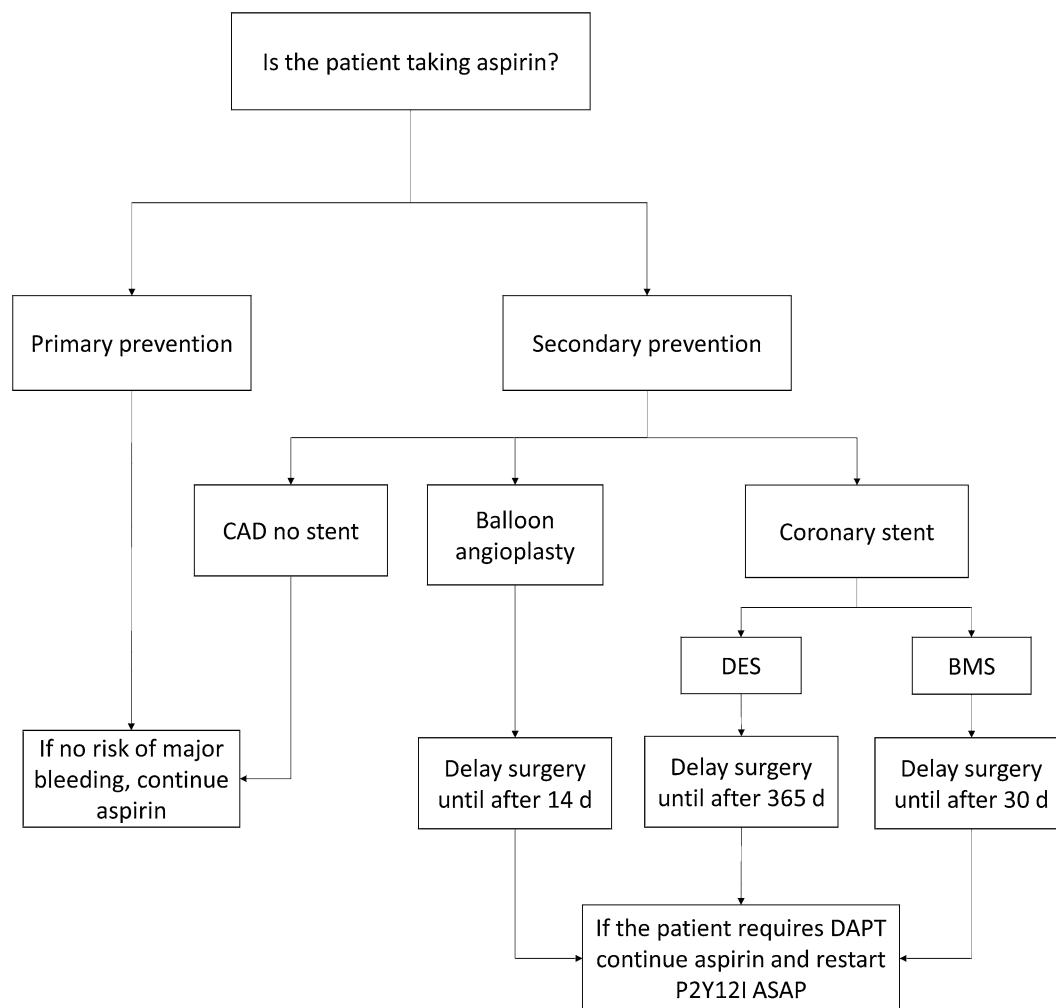 Is the patient taking aspirin?
Primary prevention
Secondary prevention
CAD no stent
Balloon
angioplasty
Coronary stent
DES
BMS
If no risk of major
bleeding, continue
aspirin
Delay surgery
until after 14 d
Delay surgery
until after 365 d
Delay surgery
until after 30 d
If the patient requires DAPT
continue aspirin and restart
P2Y12I ASAP